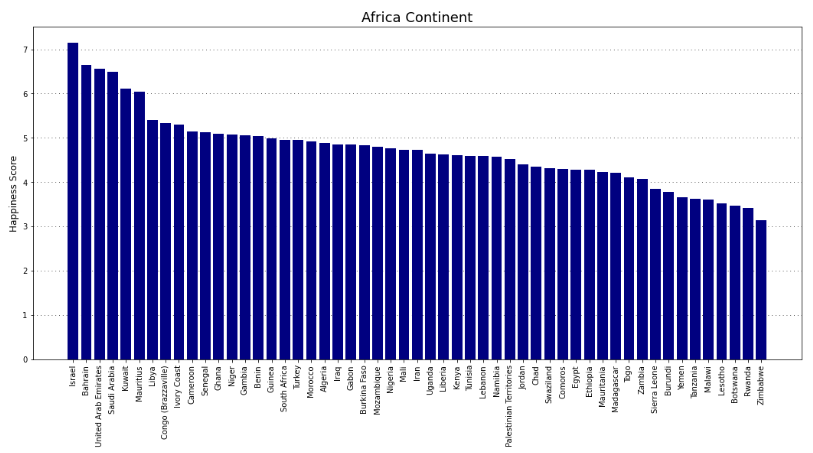 Africa Continent
Happiness Score
7
6
5
4
3
2
1
0
Israel
Bahrain
United Arab Emirates
Saudi Arabia
Kuwait
Mauritius
Libya
Congo (Brazzaville)
Ivory Coast
Cameroon
Senegal
Ghana
Niger
Gambia
Benin
Guinea
South Africa
Turkey
Morocco
Algeria
Iraq
Gabon
Burkina Faso
Mozambique
Nigeria
Mali
Iran
Uganda
Liberia
Kenya
Tunisia
Lebanon
Namibia
Palestinian Territories
Jordan
Chad
Swaziland
Comoros
Egypt
Ethiopia
Mauritania
Madagascar
Togo
Zambia
Sierra Leone
Burundi
Yemen
Tanzania
Malawi
Lesotho
Botswana
Rwanda
Zimbabwe